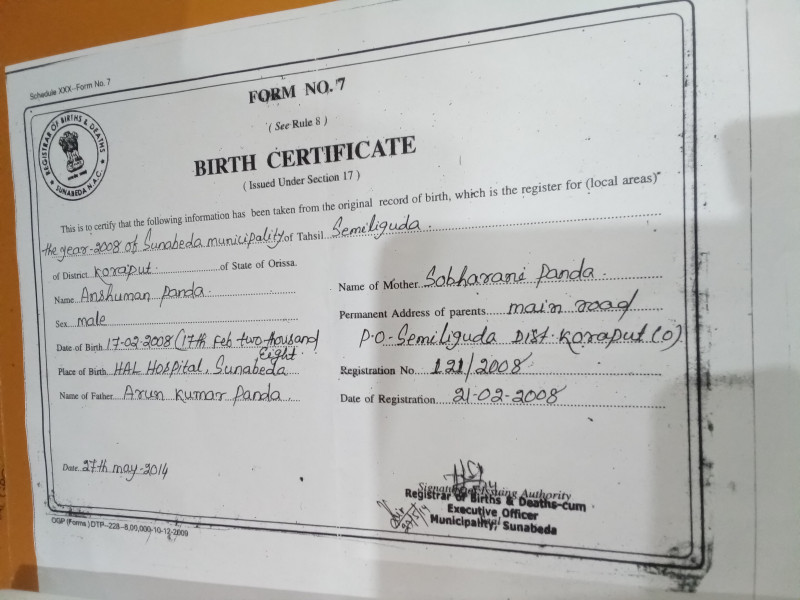 Schedule XXX—Form No. 7
FORM NO. 7
( See Rule 8 )
BIRTH CERTIFICATE
( Issued Under Section 17 )
REGISTRAR OF BIRTHS & DEATHS
SUNABEDA N.A.C.
This is to certify that the following information has been taken from the original record of birth, which is the register for (local areas)
the year-2008 of Sunabeda municipality of Tahsil Semiliguda.
of District Koraput. of State of Orissa.
Name Anshuman Panda.
Sex male
Date of Birth 17-02-2008 (17th Feb two thousand
Eight.
Place of Birth HAL Hospital, Sunabeda
Name of Father Arun Kumar Panda.
Name of Mother Sobharani Panda.
Permanent Address of parents main road
P.O-Semiliguda Dist-Koraput (O)
Registration No. 121/2008
Date of Registration 21-02-2008
Date 27th may-2014
Issuing Authority
Registrar of Births & Deaths-cum
Executive Officer
Municipality, Sunabeda
OGP (Forms) DTP—228—8,00,000-10-12-2009